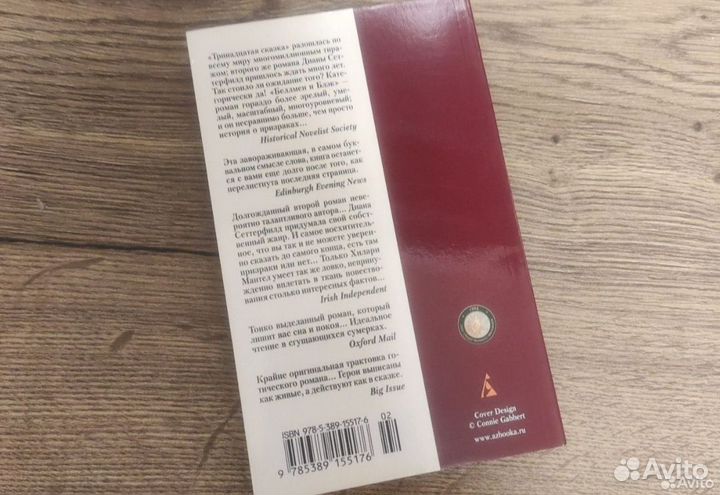 «Тринадцатая сказка» разошлась по
всему миру многомиллионным тира-
жом; второго же романа Дианы Сет-
терфилд пришлось ждать много лет.
Так стоило ли ожидание того? Кате-
горически да! «Беллмен и Блэк» —
роман гораздо более зрелый, уме-
лый, масштабный, многоуровневый;
и он несравнимо больше, чем просто
история о призраках...
Historical Novelist Society
Эта завораживающая, в самом бук-
вальном смысле слова, книга останет-
ся с вами еще долго после того, как
перелистнута последняя страница.
Edinburgh Evening News
Долгожданный второй роман неве-
роятно талантливого автора... Диана
Сеттерфилд придумала свой собст-
венный жанр. И самое восхититель-
ное, что вы так и не можете уверен-
но сказать до самого конца, есть там
призраки или нет... Только Хилари
Мантел умеет так же ловко, неприну-
жденно вплетать в ткань повество-
вания столько интересных фактов...
Irish Independent
Тонко выделанный роман, который
лишит вас сна и покоя... Идеальное
чтение в сгущающихся сумерках.
Oxford Mail
Крайне оригинальная трактовка го-
тического романа... Герои выписаны
как живые, а действуют как в сказке.
Big Issue
ISBN 978-5-389-15517-6
02
9 785389 155176
Cover Design
© Connie Gabbert
www.azbooka.ru
Avito
Avito